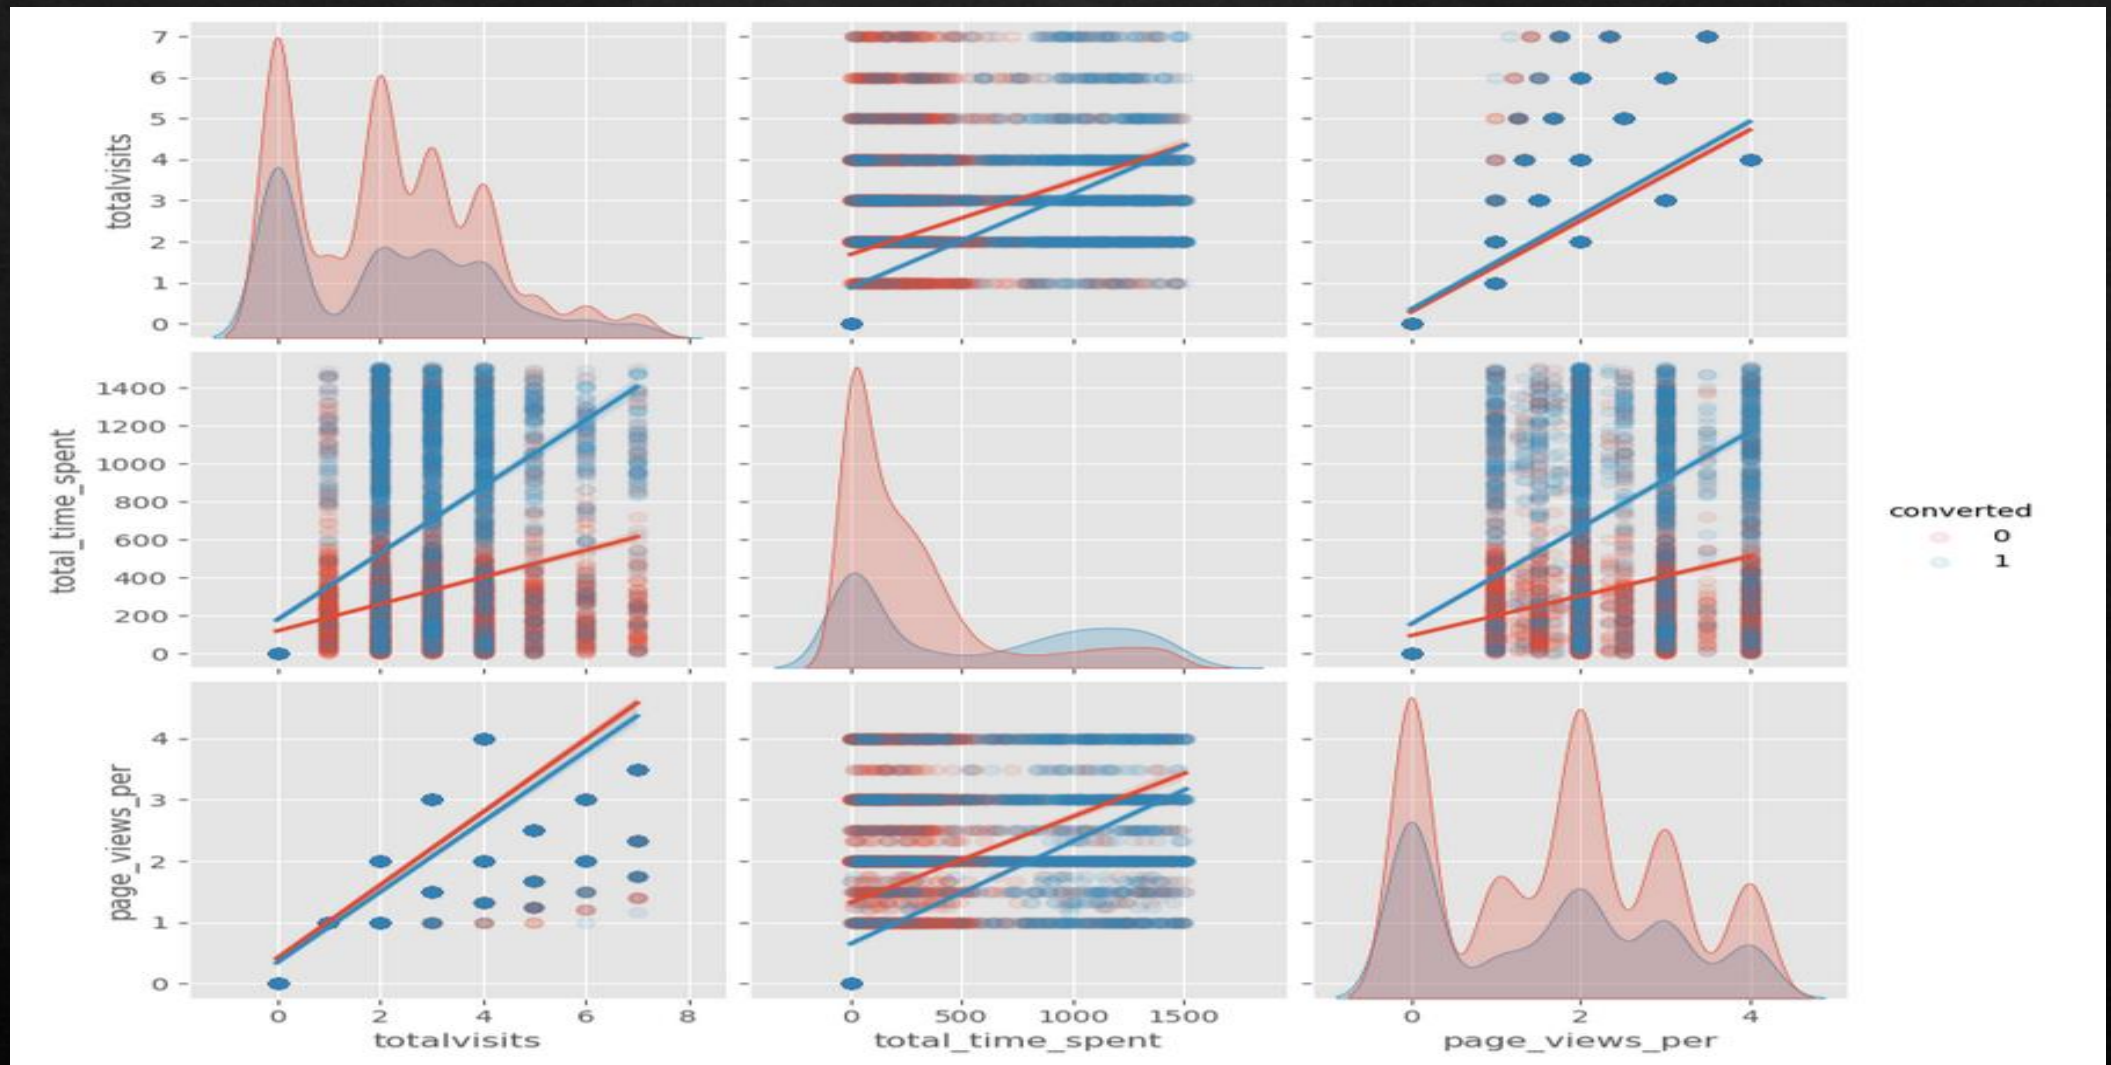 totalvisits
7
6
5
4
3
2
1
0
total_time_spent
1400
1200
1000
800
600
400
200
0
converted
0
1
page_views_per
4
3
2
1
0
0 2 4 6 8
0 500 1000 1500
0 2 4
totalvisits
total_time_spent
page_views_per